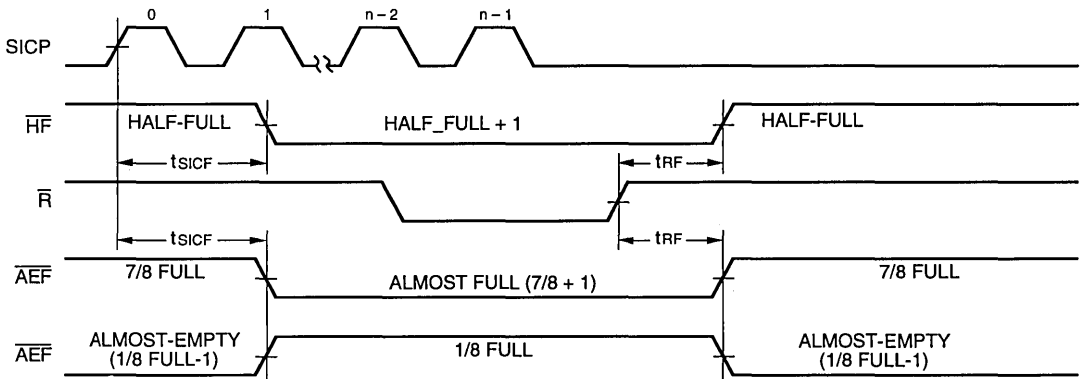 0 1 n-2 n-1
SICP
HF HALF-FULL HALF_FULL + 1 HALF-FULL
tSICF tRF
R
tSICF tRF
AEF 7/8 FULL ALMOST FULL (7/8 + 1) 7/8 FULL
AEF ALMOST-EMPTY (1/8 FULL-1) 1/8 FULL ALMOST-EMPTY (1/8 FULL-1)